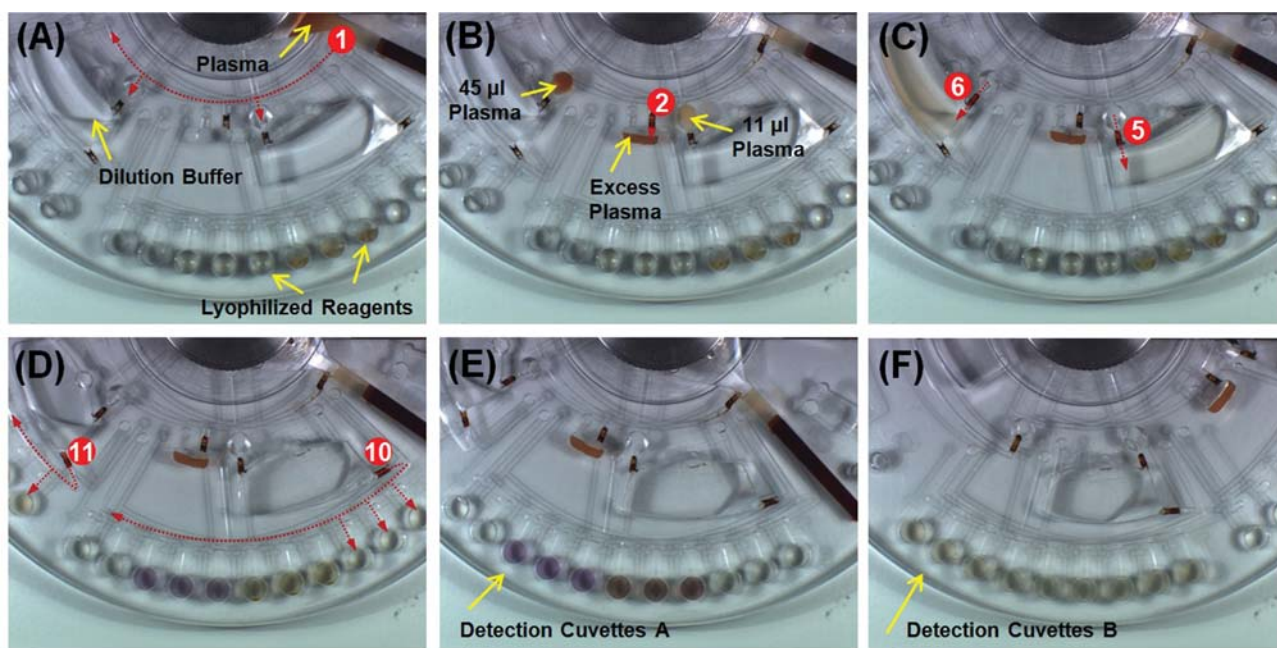 (A)
1
Plasma
Dilution Buffer
Lyophilized Reagents
(B)
45 µl
Plasma
2
11 µl
Plasma
Excess
Plasma
(C)
6
5
(D)
11
10
(E)
Detection Cuvettes A
(F)
Detection Cuvettes B